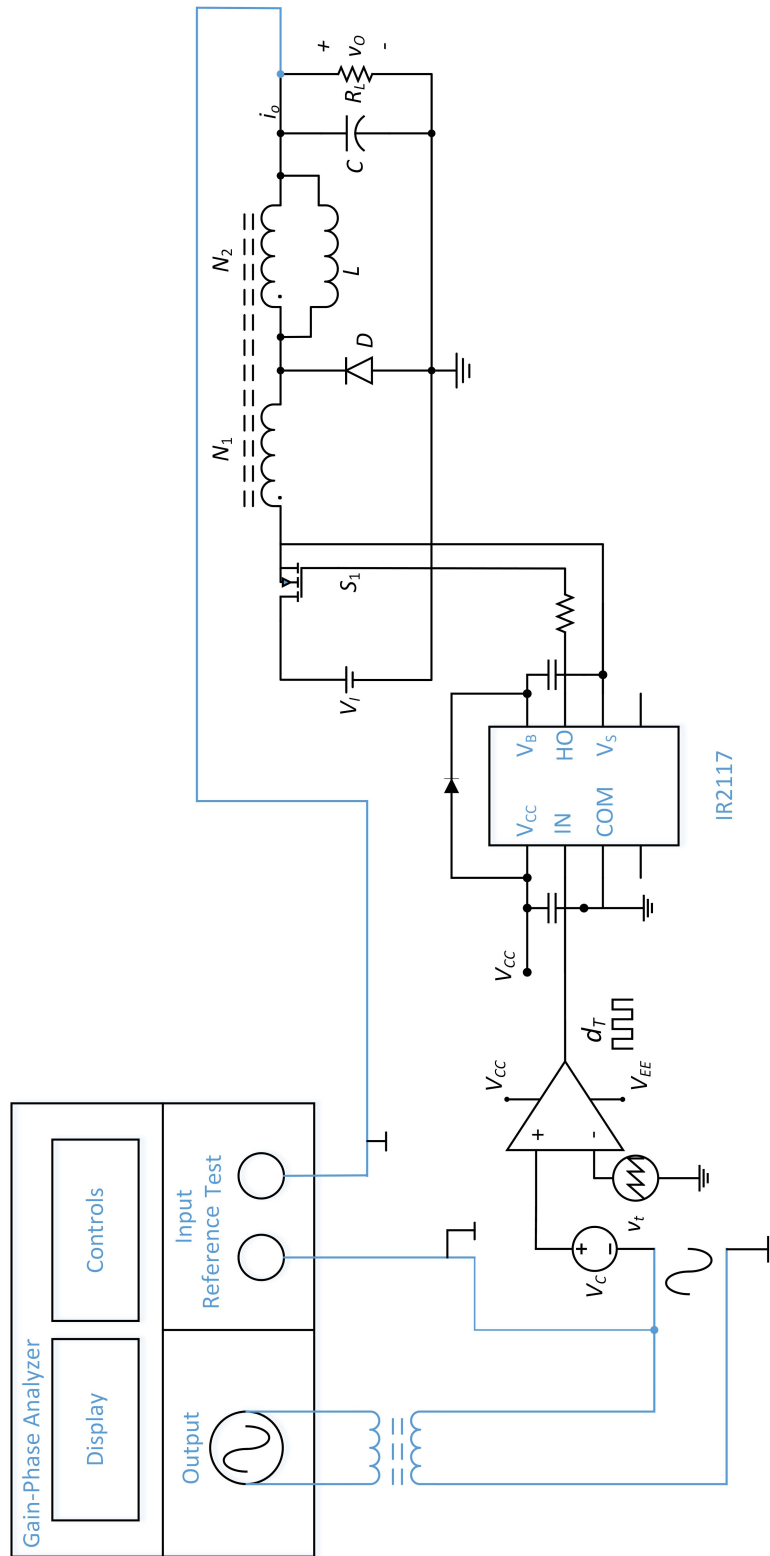 Gain-Phase Analyzer
Display
Controls
Output
Input
Reference Test
V_C
v_t
+
-
+
-
V_CC
V_EE
d_T
V_CC
V_CC
IN
COM
V_B
HO
V_S
IR2117
V_I
S_1
N_1
D
N_2
L
C
i_o
R_L
+
v_O
-